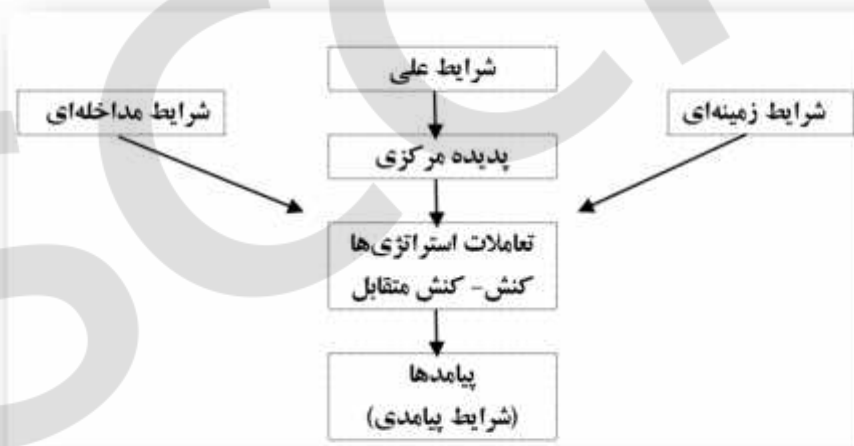 شرایط علی
شرایط زمینه‌ای
شرایط مداخله‌ای
پدیده مرکزی
تعاملات استراتژی‌ها
کنش- کنش متقابل
پیامدها
(شرایط پیامدی)